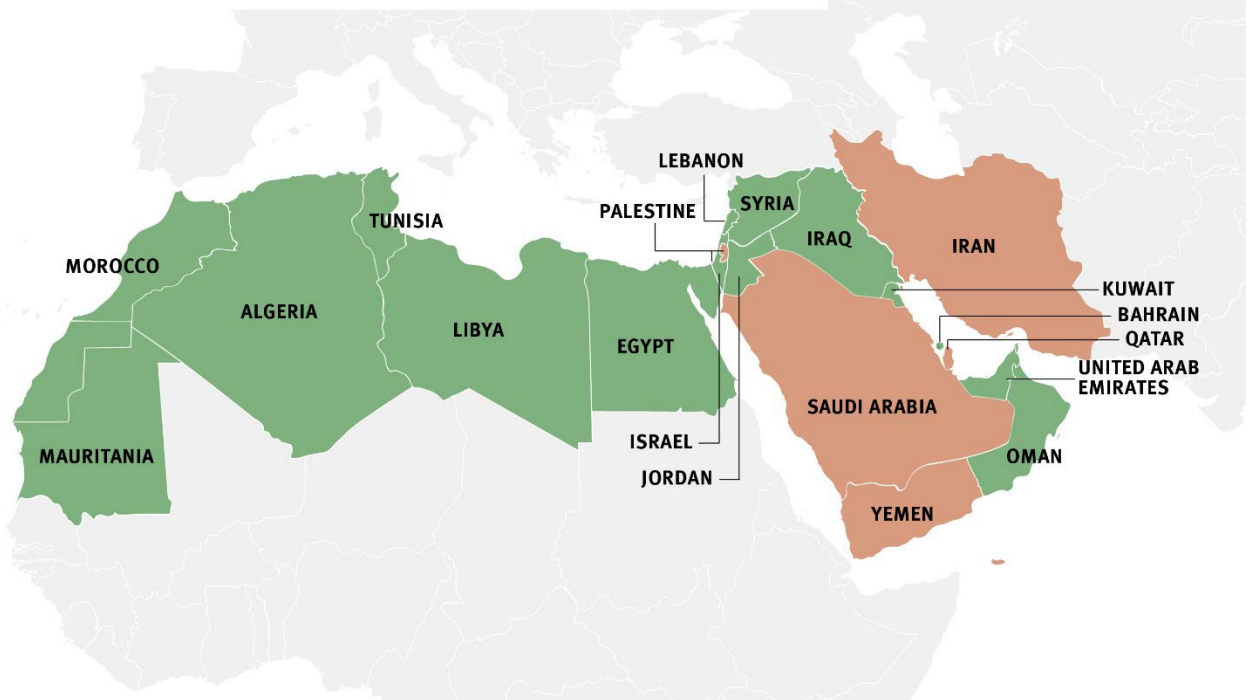 LEBANON
SYRIA
PALESTINE
TUNISIA
IRAQ
IRAN
MOROCCO
KUWAIT
ALGERIA
BAHRAIN
LIBYA
QATAR
EGYPT
UNITED ARAB
EMIRATES
SAUDI ARABIA
ISRAEL
MAURITANIA
OMAN
JORDAN
YEMEN